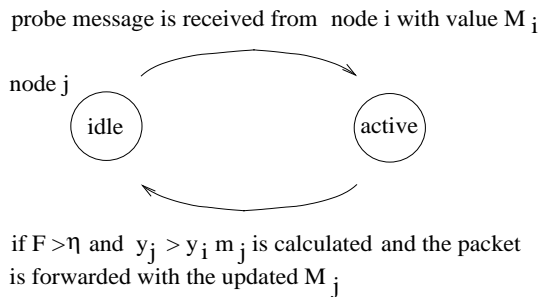 probe message is received from node i with value M i
node j
idle
active
if F >η and y j > y i m j is calculated and the packet
is forwarded with the updated M j